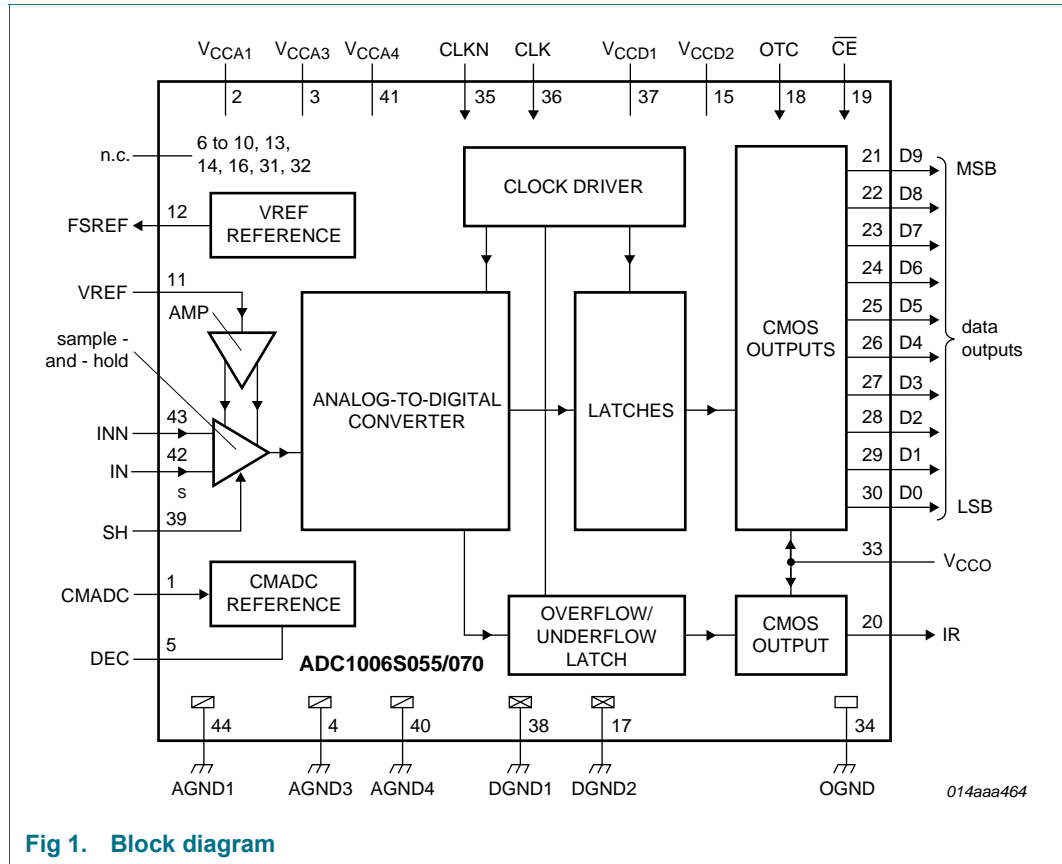 VCCA1 VCCA3 VCCA4 CLKN CLK VCCD1 VCCD2 OTC CE
2 3 41 35 36 37 15 18 19
n.c. 6 to 10, 13,
14, 16, 31, 32
CLOCK DRIVER
21 D9 MSB
22 D8
FSREF 12 VREF
REFERENCE
23 D7
24 D6
VREF 11
AMP
25 D5
sample -
and - hold
CMOS
OUTPUTS
data
outputs
26 D4
ANALOG-TO-DIGITAL
CONVERTER
LATCHES
27 D3
INN 43
28 D2
IN 42
29 D1
s
30 D0 LSB
SH 39
33 VCCO
CMADC 1 CMADC
REFERENCE
OVERFLOW/
UNDERFLOW
LATCH
CMOS
OUTPUT
20 IR
DEC 5
ADC1006S055/070
44 4 40 38 17 34
AGND1 AGND3 AGND4 DGND1 DGND2 OGND
014aaa464
Fig 1. Block diagram